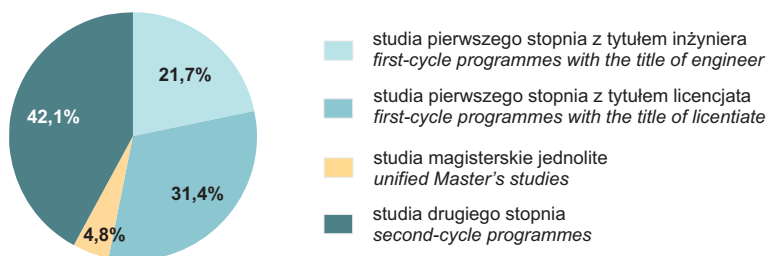 21,7%
42,1%
31,4%
4,8%
studia pierwszego stopnia z tytułem inżyniera
first-cycle programmes with the title of engineer
studia pierwszego stopnia z tytułem licencjata
first-cycle programmes with the title of licentiate
studia magisterskie jednolite
unified Master's studies
studia drugiego stopnia
second-cycle programmes